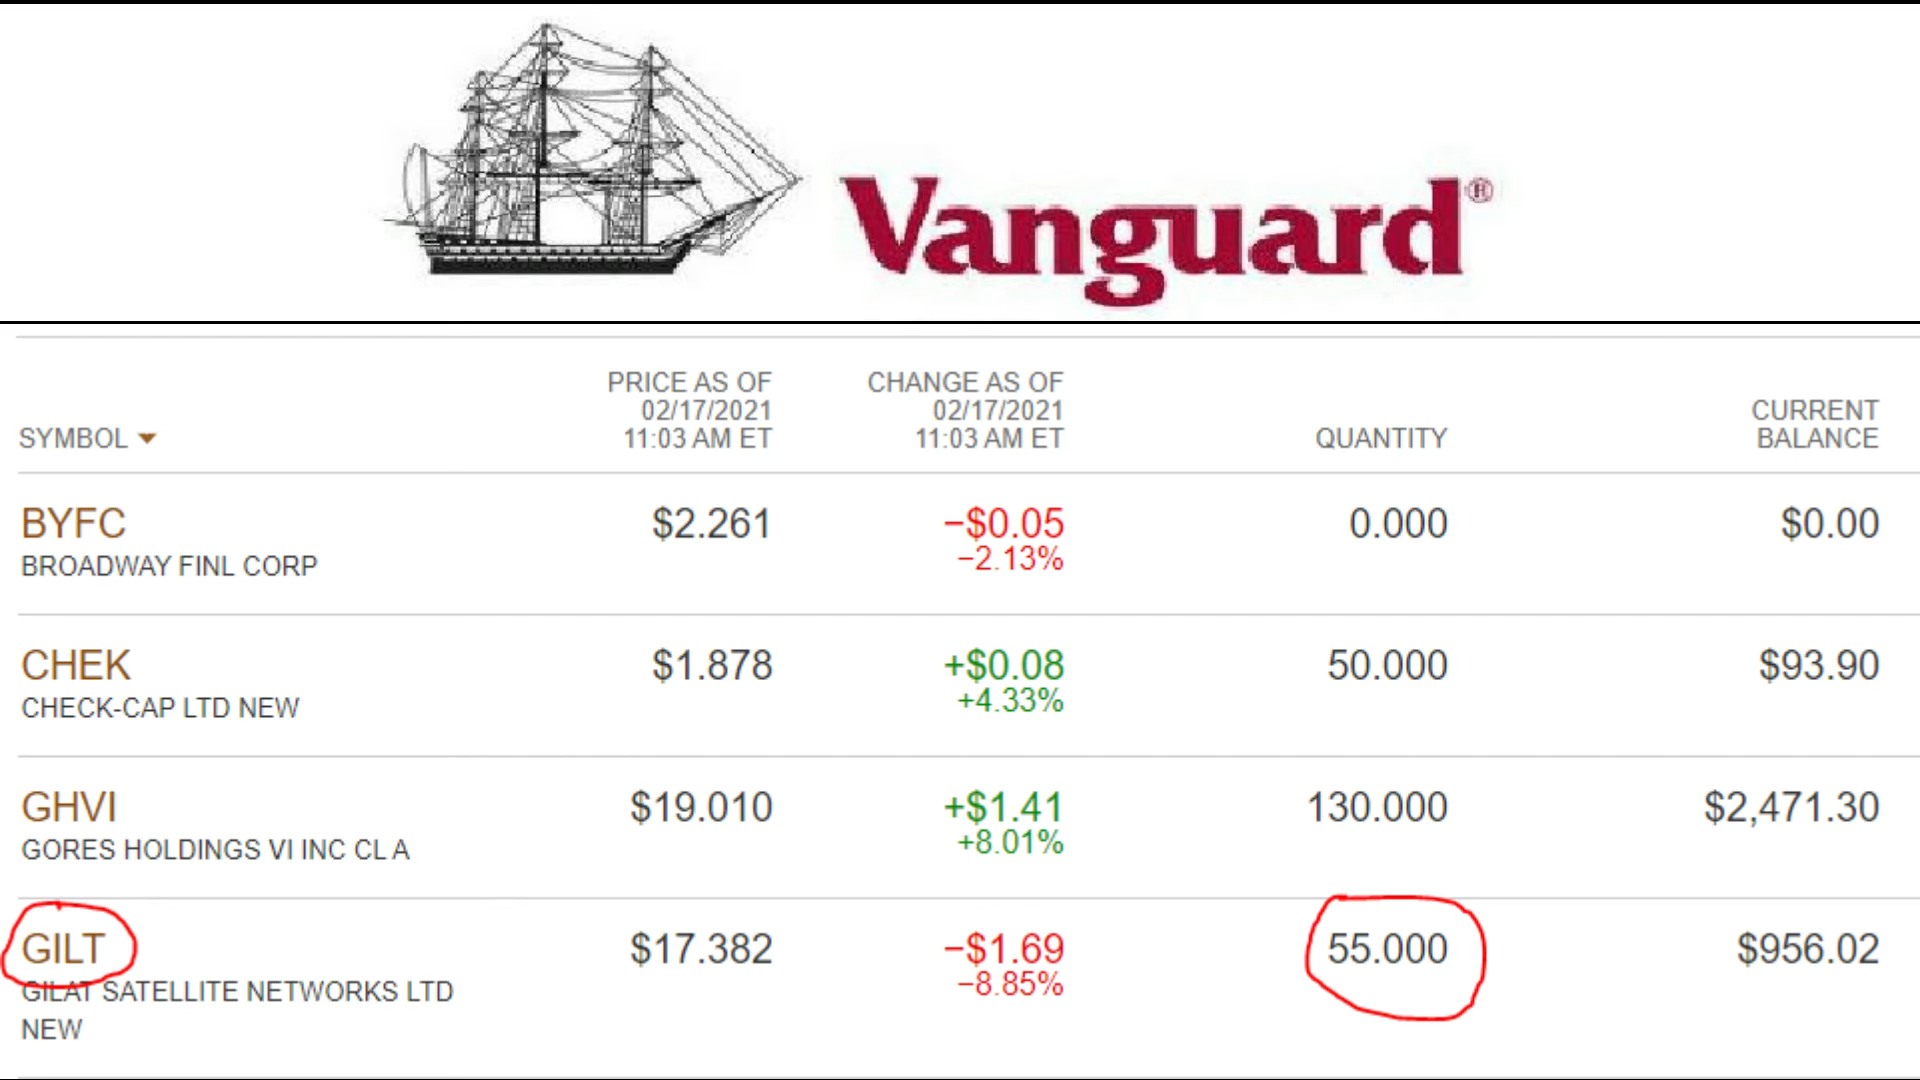 Vanguard®
SYMBOL
PRICE AS OF
02/17/2021
11:03 AM ET
CHANGE AS OF
02/17/2021
11:03 AM ET
QUANTITY
CURRENT
BALANCE
BYFC $2.261 −$0.05 0.000 $0.00
BROADWAY FINL CORP −2.13%
CHEK $1.878 +$0.08 50.000 $93.90
CHECK-CAP LTD NEW +4.33%
GHVI $19.010 +$1.41 130.000 $2,471.30
GORES HOLDINGS VI INC CL A +8.01%
GILT $17.382 −$1.69 55.000 $956.02
GILAT SATELLITE NETWORKS LTD −8.85%
NEW